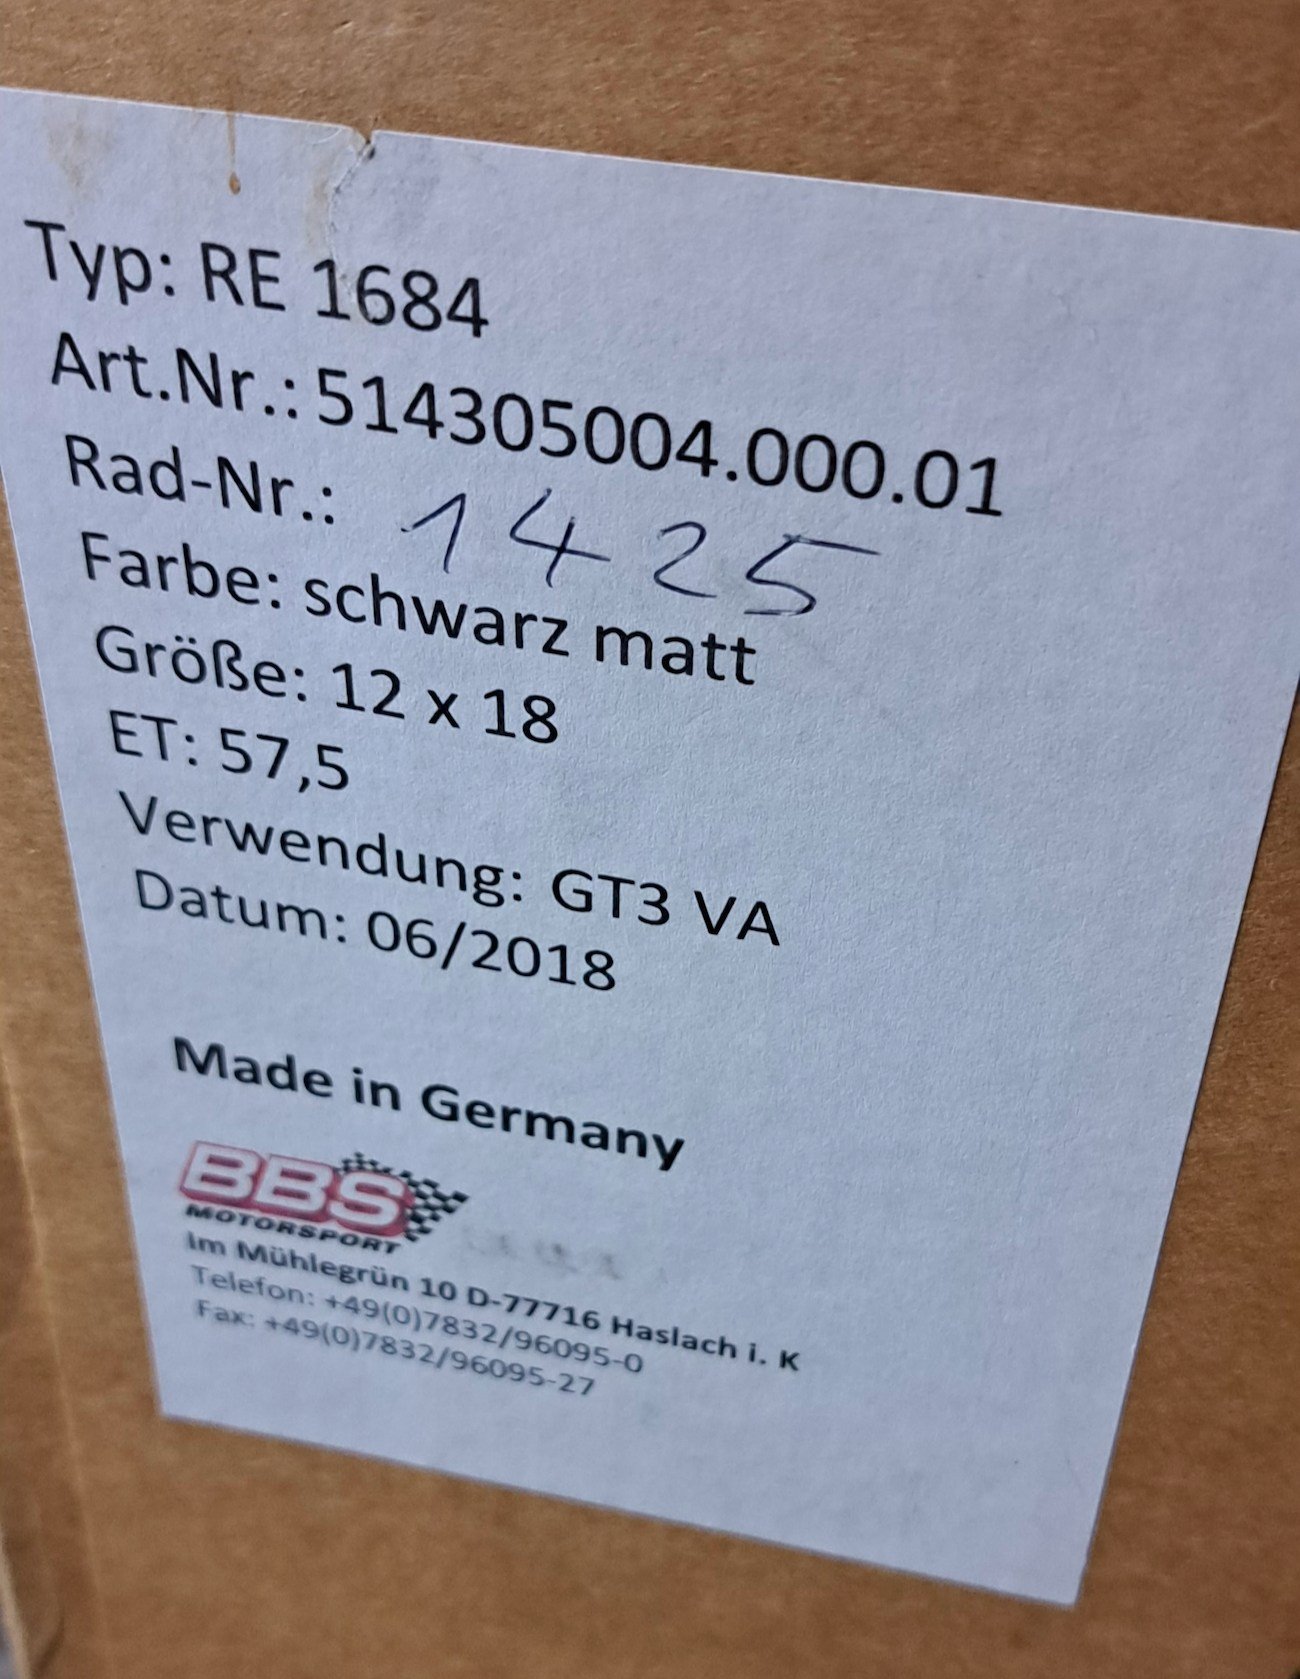 Typ: RE 1684
Art.Nr.: 514305004.000.01
Rad-Nr.: 1425
Farbe: schwarz matt
Größe: 12 x 18
ET: 57,5
Verwendung: GT3 VA
Datum: 06/2018
Made in Germany
BBS
MOTORSPORT
Im Mühlegrün 10 D-77716 Haslach i. K
Telefon: +49(0)7832/96095-0
Fax: +49(0)7832/96095-27